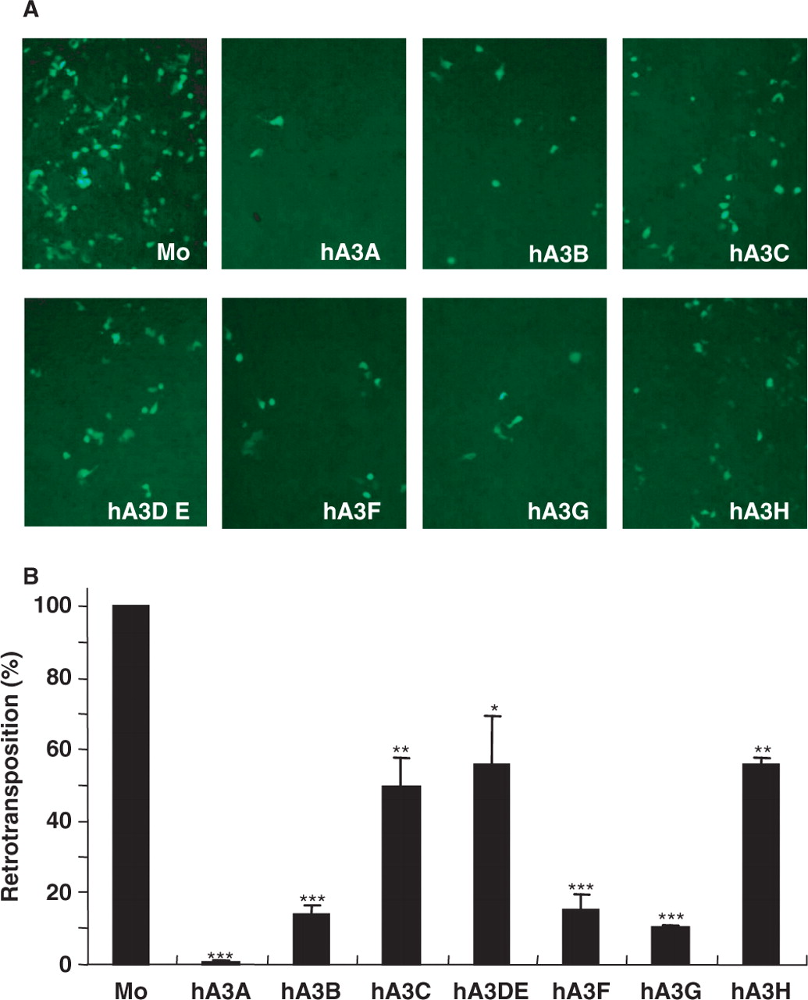 A
Mo
hA3A
hA3B
hA3C
hA3D E
hA3F
hA3G
hA3H
B
Retrotransposition (%)
100
80
60
40
20
0
***
***
**
*
***
***
**
Mo
hA3A
hA3B
hA3C
hA3DE
hA3F
hA3G
hA3H